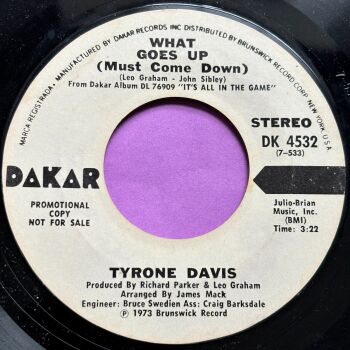 MARCA REGISTRADA · MANUFACTURED BY DAKAR RECORDS INC DISTRIBUTED BY BRUNSWICK RECORD CORP. NEW YORK USA
WHAT
GOES UP
(Must Come Down)
(Leo Graham - John Sibley)
From Dakar Album DL 76909 "IT'S ALL IN THE GAME"
STEREO
DK 4532
(7-533)
DAKAR
PROMOTIONAL
COPY
NOT FOR SALE
Julio-Brian
Music, Inc.
(BMI)
Time: 3:22
TYRONE DAVIS
Produced By Richard Parker & Leo Graham
Arranged By James Mack
Engineer: Bruce Swedien Ass: Craig Barksdale
℗ 1973 Brunswick Record